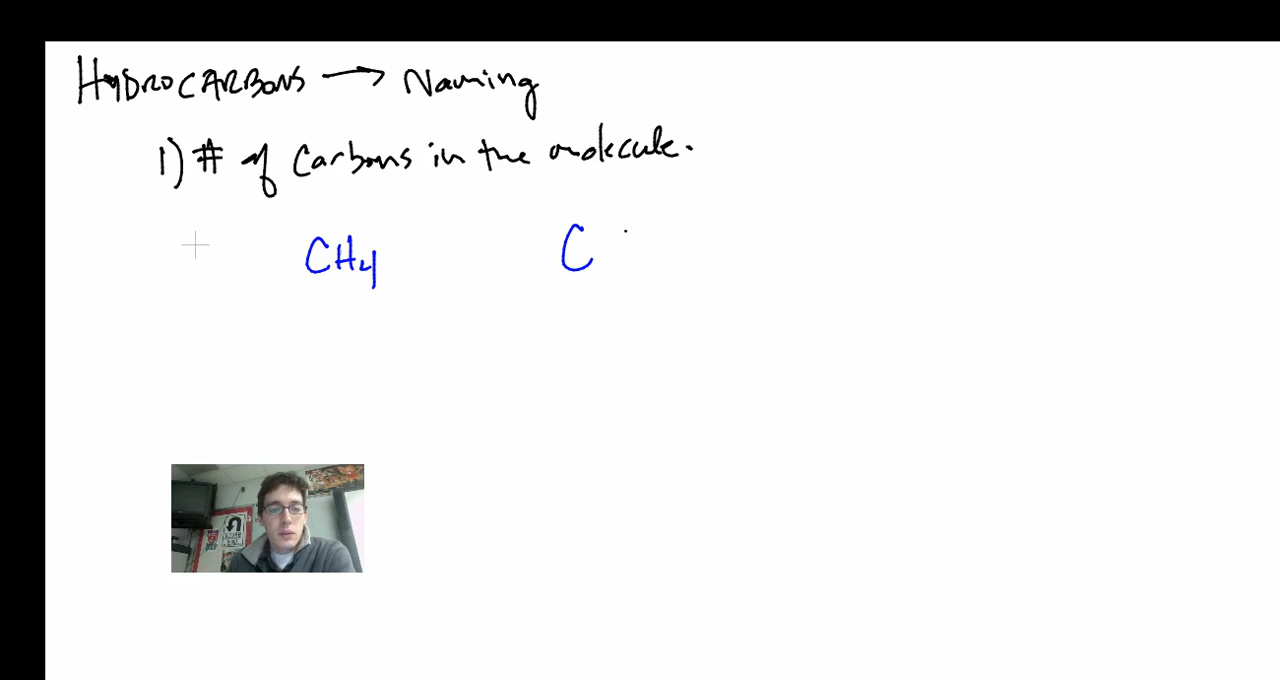 HYDROCARBONS → Naming
1) # of Carbons in the molecule.
CH4 C